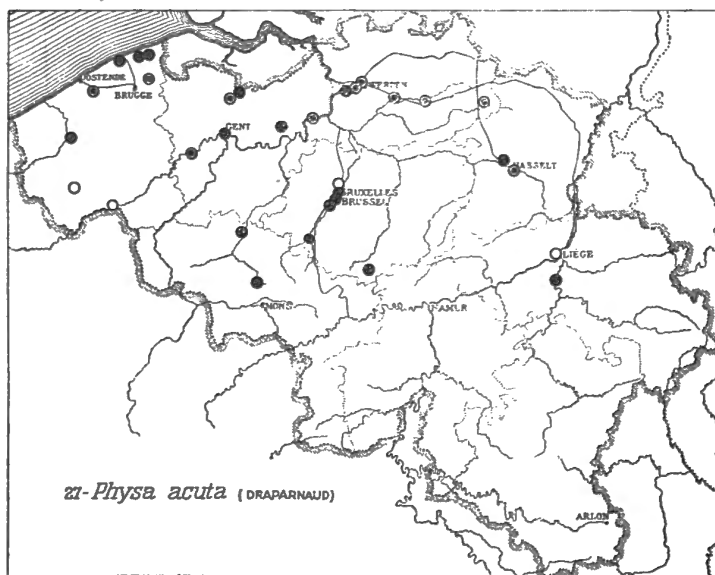 OOSTENDE
BRUGGE
GENT
HASSELT
BRUXELLES
BRUSSEL
LIÈGE
MONS
21-Physa acuta (DRAPARNAUD)
ARLON